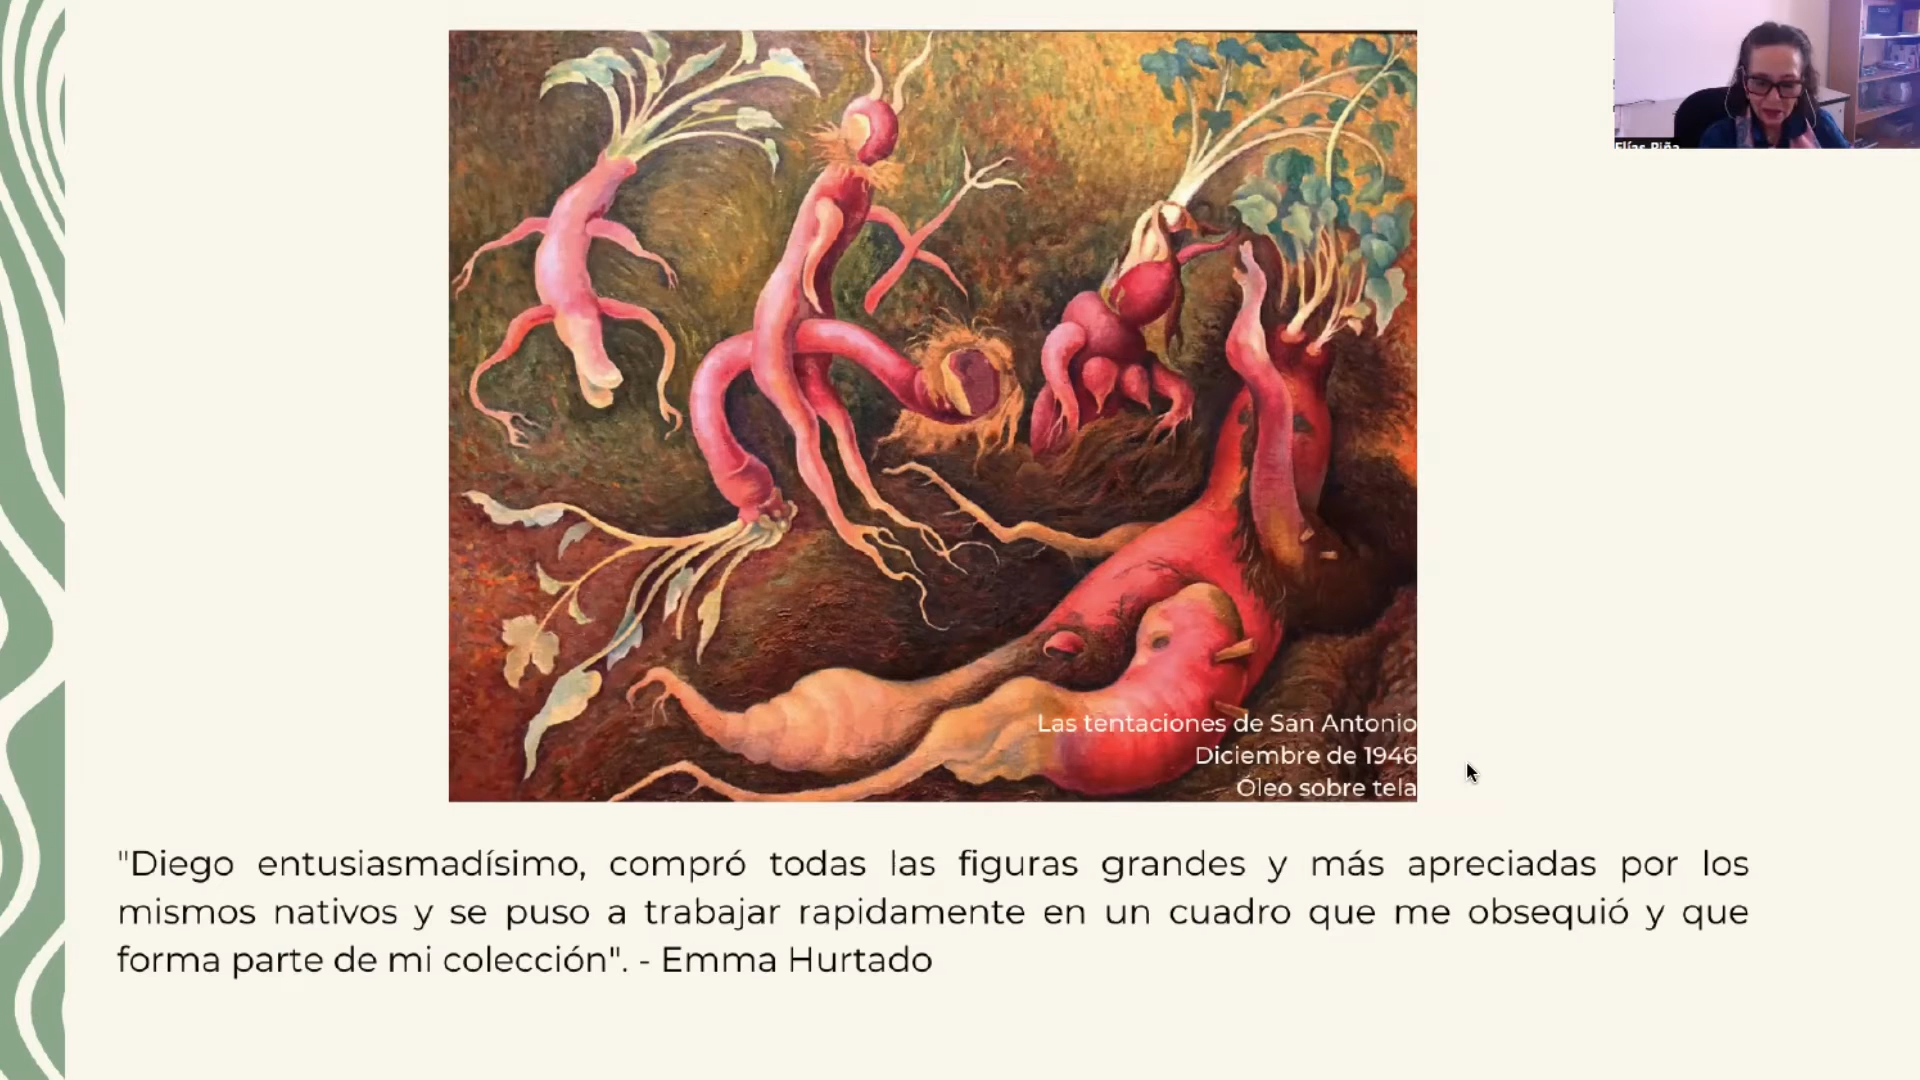 Elías Piña
Las tentaciones de San Antonio
Diciembre de 1946
Óleo sobre tela
"Diego entusiasmadísimo, compró todas las figuras grandes y más apreciadas por los
mismos nativos y se puso a trabajar rapidamente en un cuadro que me obsequió y que
forma parte de mi colección". - Emma Hurtado